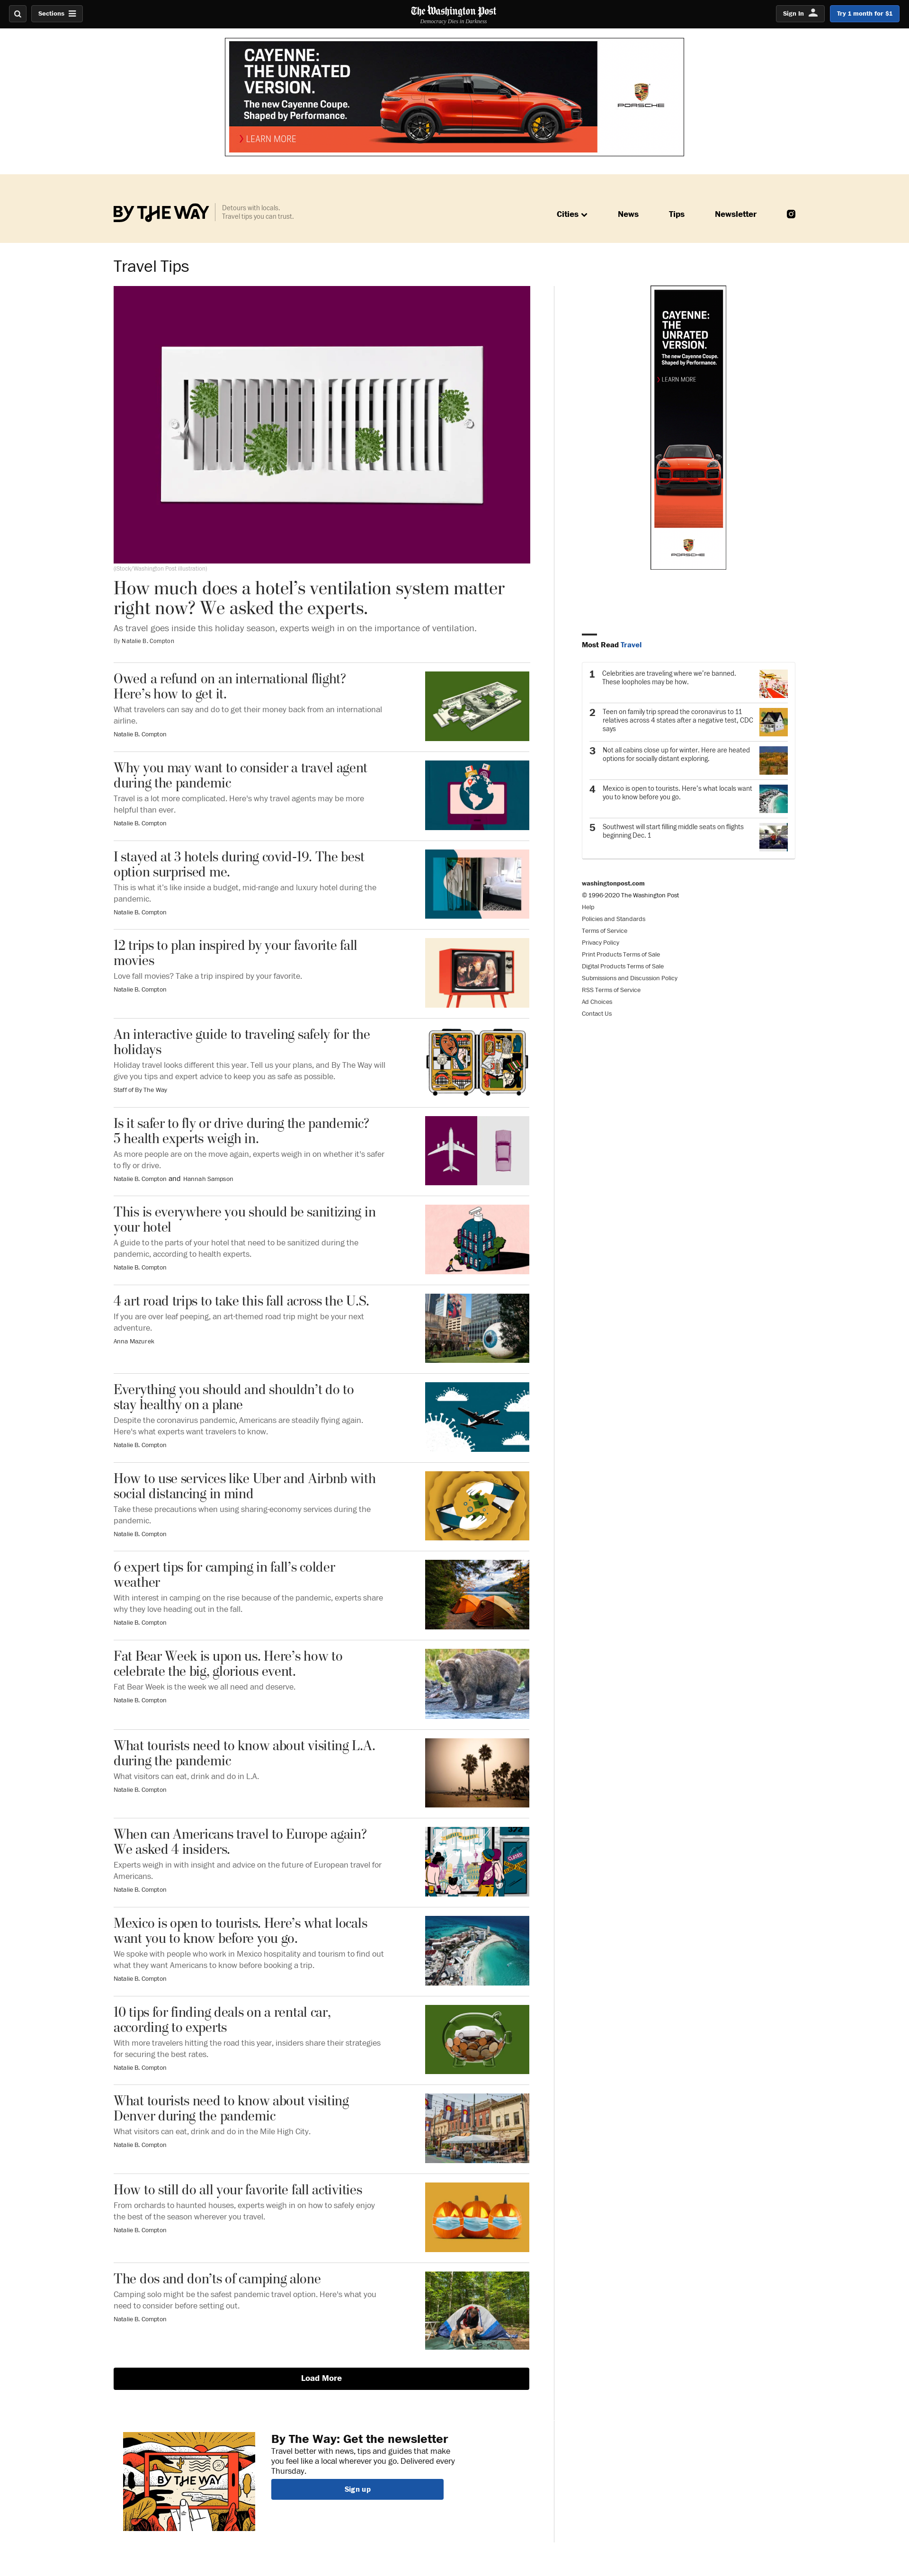 Sections
The Washington Post
Democracy Dies in Darkness
Sign In
Try 1 month for $1
CAYENNE:
THE UNRATED
VERSION.
The new Cayenne Coupe.
Shaped by Performance.
LEARN MORE
PORSCHE
BY THE WAY
Detours with locals.
Travel tips you can trust.
Cities
News
Tips
Newsletter
Travel Tips
(iStock/Washington Post illustration)
How much does a hotel’s ventilation system matter
right now? We asked the experts.
As travel goes inside this holiday season, experts weigh in on the importance of ventilation.
By Natalie B. Compton
Owed a refund on an international flight?
Here’s how to get it.
What travelers can say and do to get their money back from an international
airline.
Natalie B. Compton
Why you may want to consider a travel agent
during the pandemic
Travel is a lot more complicated. Here’s why travel agents may be more
helpful than ever.
Natalie B. Compton
I stayed at 3 hotels during covid-19. The best
option surprised me.
This is what it’s like inside a budget, mid-range and luxury hotel during the
pandemic.
Natalie B. Compton
12 trips to plan inspired by your favorite fall
movies
Love fall movies? Take a trip inspired by your favorite.
Natalie B. Compton
An interactive guide to traveling safely for the
holidays
Holiday travel looks different this year. Tell us your plans, and By The Way will
give you tips and expert advice to keep you as safe as possible.
Staff of By The Way
Is it safer to fly or drive during the pandemic?
5 health experts weigh in.
As more people are on the move again, experts weigh in on whether it’s safer
to fly or drive.
Natalie B. Compton and Hannah Sampson
This is everywhere you should be sanitizing in
your hotel
A guide to the parts of your hotel that need to be sanitized during the
pandemic, according to health experts.
Natalie B. Compton
4 art road trips to take this fall across the U.S.
If you are over leaf peeping, an art-themed road trip might be your next
adventure.
Anna Mazurek
Everything you should and shouldn’t do to
stay healthy on a plane
Despite the coronavirus pandemic, Americans are steadily flying again.
Here’s what experts want travelers to know.
Natalie B. Compton
How to use services like Uber and Airbnb with
social distancing in mind
Take these precautions when using sharing-economy services during the
pandemic.
Natalie B. Compton
6 expert tips for camping in fall’s colder
weather
With interest in camping on the rise because of the pandemic, experts share
why they love heading out in the fall.
Natalie B. Compton
Fat Bear Week is upon us. Here’s how to
celebrate the big, glorious event.
Fat Bear Week is the week we all need and deserve.
Natalie B. Compton
What tourists need to know about visiting L.A.
during the pandemic
What visitors can eat, drink and do in L.A.
Natalie B. Compton
When can Americans travel to Europe again?
We asked 4 insiders.
Experts weigh in with insight and advice on the future of European travel for
Americans.
Natalie B. Compton
Mexico is open to tourists. Here’s what locals
want you to know before you go.
We spoke with people who work in Mexico hospitality and tourism to find out
what they want Americans to know before booking a trip.
Natalie B. Compton
10 tips for finding deals on a rental car,
according to experts
With more travelers hitting the road this year, insiders share their strategies
for securing the best rates.
Natalie B. Compton
What tourists need to know about visiting
Denver during the pandemic
What visitors can eat, drink and do in the Mile High City.
Natalie B. Compton
How to still do all your favorite fall activities
From orchards to haunted houses, experts weigh in on how to safely enjoy
the best of the season wherever you travel.
Natalie B. Compton
The dos and don’ts of camping alone
Camping solo might be the safest pandemic travel option. Here’s what you
need to consider before setting out.
Natalie B. Compton
Load More
BY THE WAY
By The Way: Get the newsletter
Travel better with news, tips and guides that make
you feel like a local wherever you go. Delivered every
Thursday.
Sign up
CAYENNE:
THE
UNRATED
VERSION.
The new Cayenne Coupe.
Shaped by Performance.
LEARN MORE
PORSCHE
Most Read Travel
1 Celebrities are traveling where we’re banned.
These loopholes may be how.
2 Teen on family trip spread the coronavirus to 11
relatives across 4 states after a negative test, CDC
says
3 Not all cabins close up for winter. Here are heated
options for socially distant exploring.
4 Mexico is open to tourists. Here’s what locals want
you to know before you go.
5 Southwest will start filling middle seats on flights
beginning Dec. 1
washingtonpost.com
© 1996-2020 The Washington Post
Help
Policies and Standards
Terms of Service
Privacy Policy
Print Products Terms of Sale
Digital Products Terms of Sale
Submissions and Discussion Policy
RSS Terms of Service
Ad Choices
Contact Us